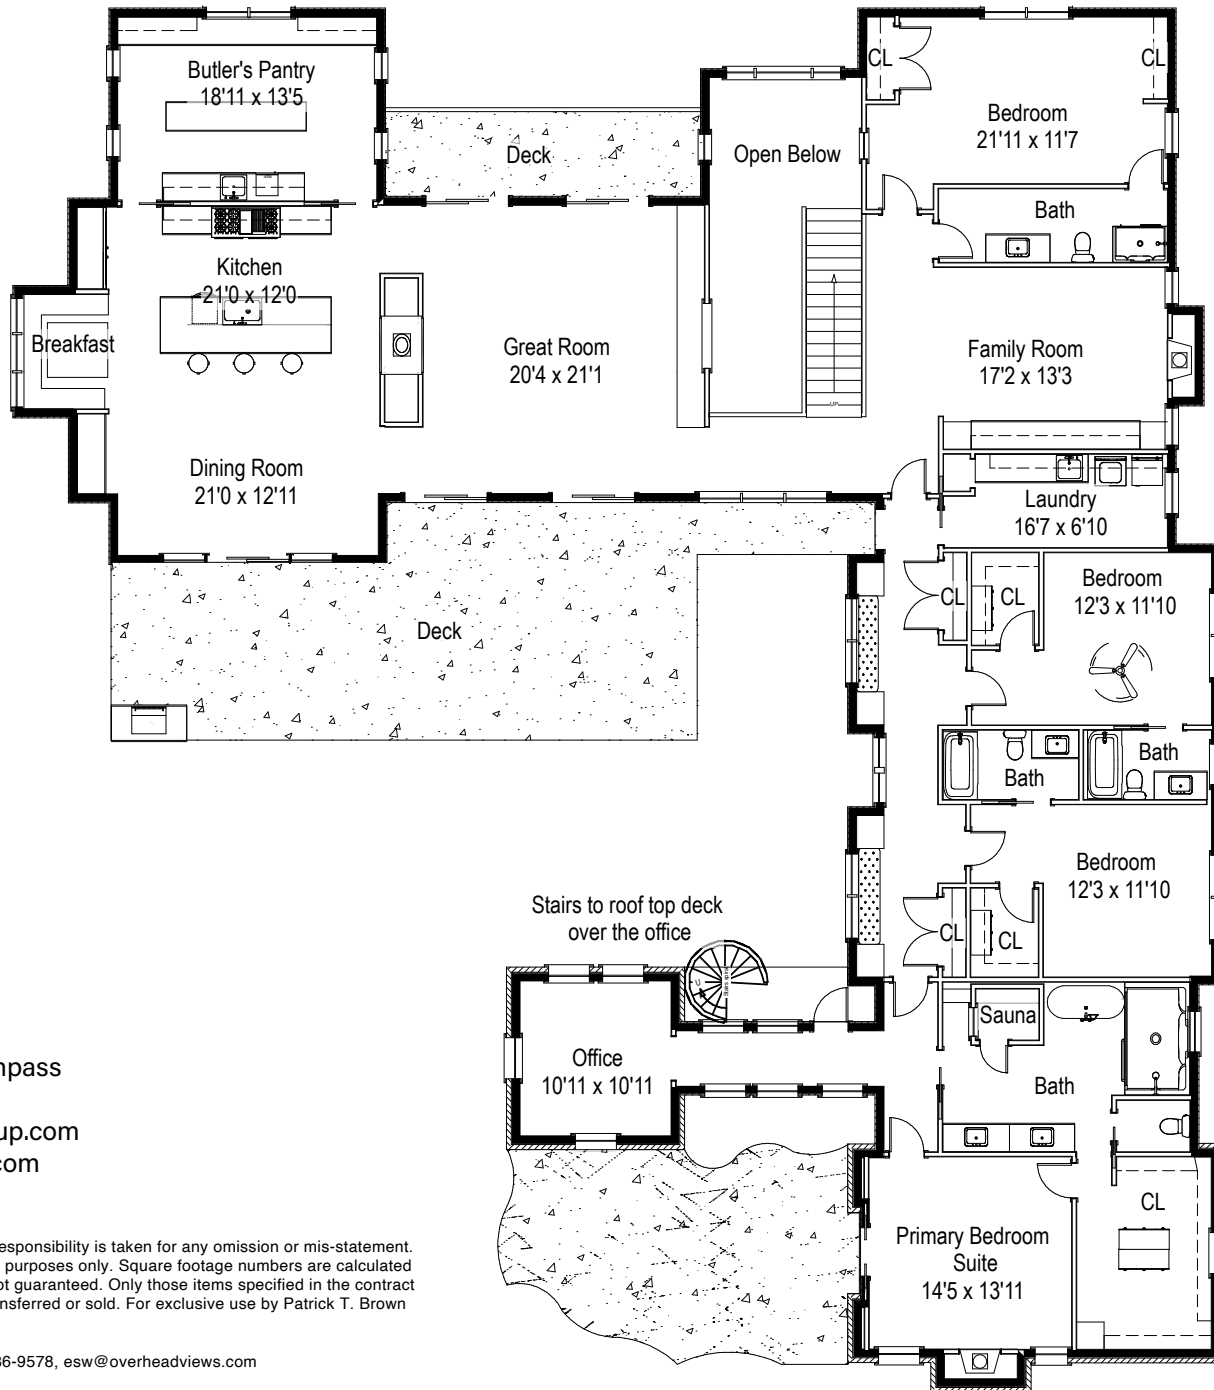 Butler's Pantry
18'11 x 13'5
Deck
Open Below
CL
CL
Bedroom
21'11 x 11'7
Bath
Kitchen
21'0 x 12'0
Breakfast
Great Room
20'4 x 21'1
Family Room
17'2 x 13'3
UP
Dining Room
21'0 x 12'11
Laundry
16'7 x 6'10
Deck
CL
CL
Bedroom
12'3 x 11'10
Bath
Bath
Bedroom
12'3 x 11'10
CL
CL
Stairs to roof top deck
over the office
Sauna
Office
10'11 x 10'11
Bath
CL
Primary Bedroom
Suite
14'5 x 13'11
npass
up.com
com
esponsibility is taken for any omission or mis-statement.
purposes only. Square footage numbers are calculated
ot guaranteed. Only those items specified in the contract
nsferred or sold. For exclusive use by Patrick T. Brown
36-9578, esw@overheadviews.com